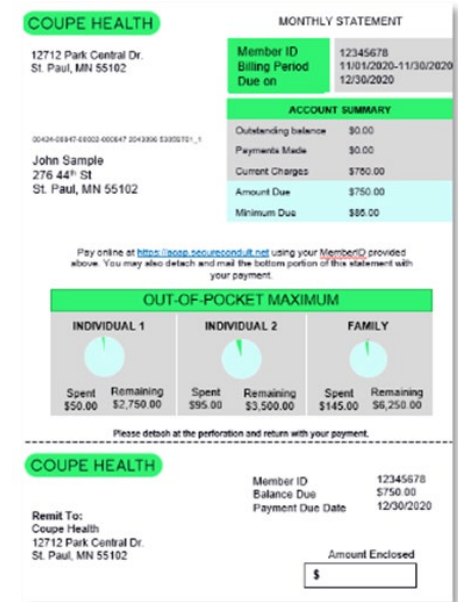 COUPE HEALTH
12712 Park Central Dr.
St. Paul, MN 55102
MONTHLY STATEMENT
Member ID 12345678
Billing Period 11/01/2020-11/30/2020
Due on 12/30/2020
ACCOUNT SUMMARY
Outstanding balance $0.00
Payments Made $0.00
Current Charges $750.00
Amount Due $750.00
Minimum Due $85.00
John Sample
276 44th St
St. Paul, MN 55102
Pay online at using your MemberID provided
above. You may also detach and mail the bottom portion of this statement with
your payment.
OUT-OF-POCKET MAXIMUM
INDIVIDUAL 1 INDIVIDUAL 2 FAMILY
Spent Remaining Spent Remaining Spent Remaining
$50.00 $2,750.00 $95.00 $3,500.00 $145.00 $6,250.00
Please detach at the perforation and return with your payment.
COUPE HEALTH
Member ID 12345678
Balance Due $750.00
Payment Due Date 12/30/2020
Remit To:
Coupe Health
12712 Park Central Dr.
St. Paul, MN 55102
Amount Enclosed
$